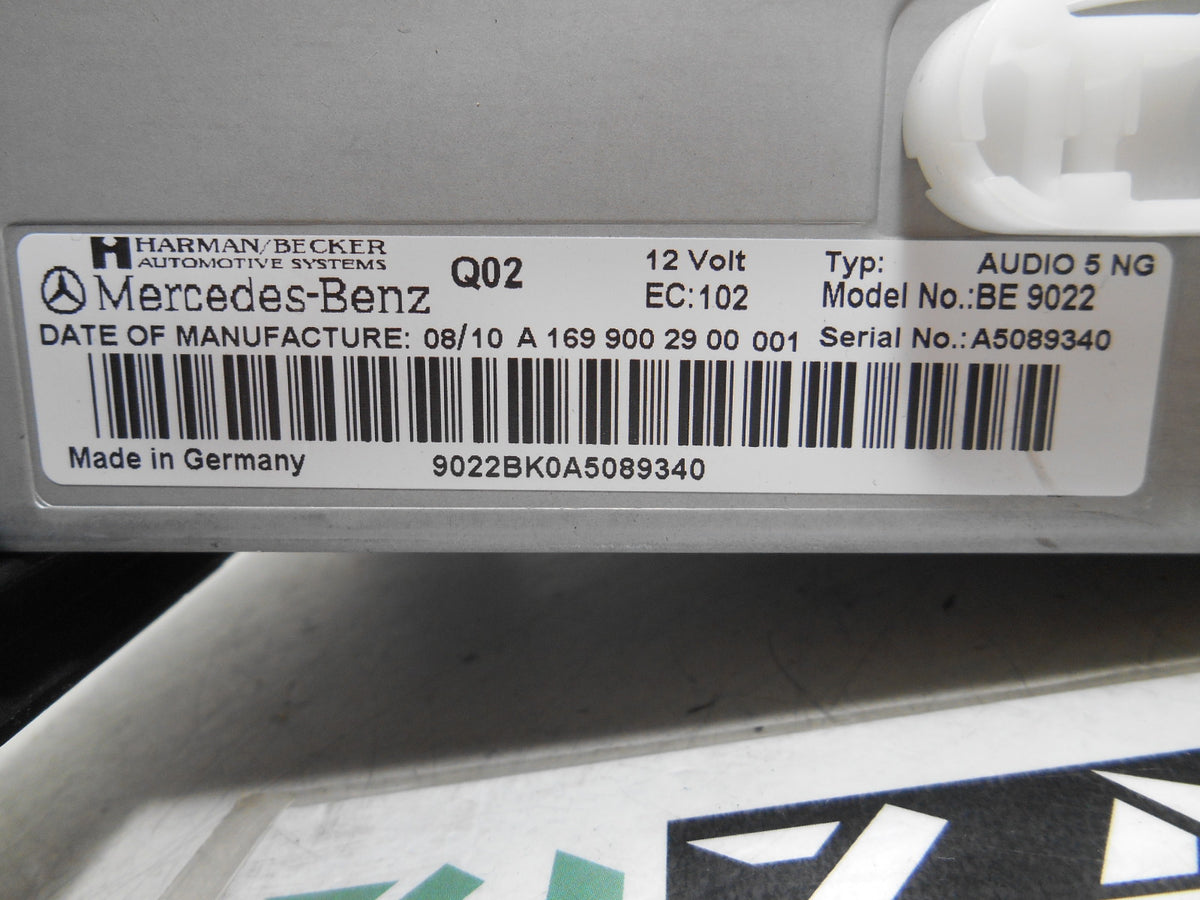 HARMAN/BECKER
AUTOMOTIVE SYSTEMS
Mercedes-Benz
Q02
12 Volt
EC:102
Typ: AUDIO 5 NG
Model No.:BE 9022
DATE OF MANUFACTURE: 08/10 A 169 900 29 00 001 Serial No.:A5089340
Made in Germany 9022BK0A5089340